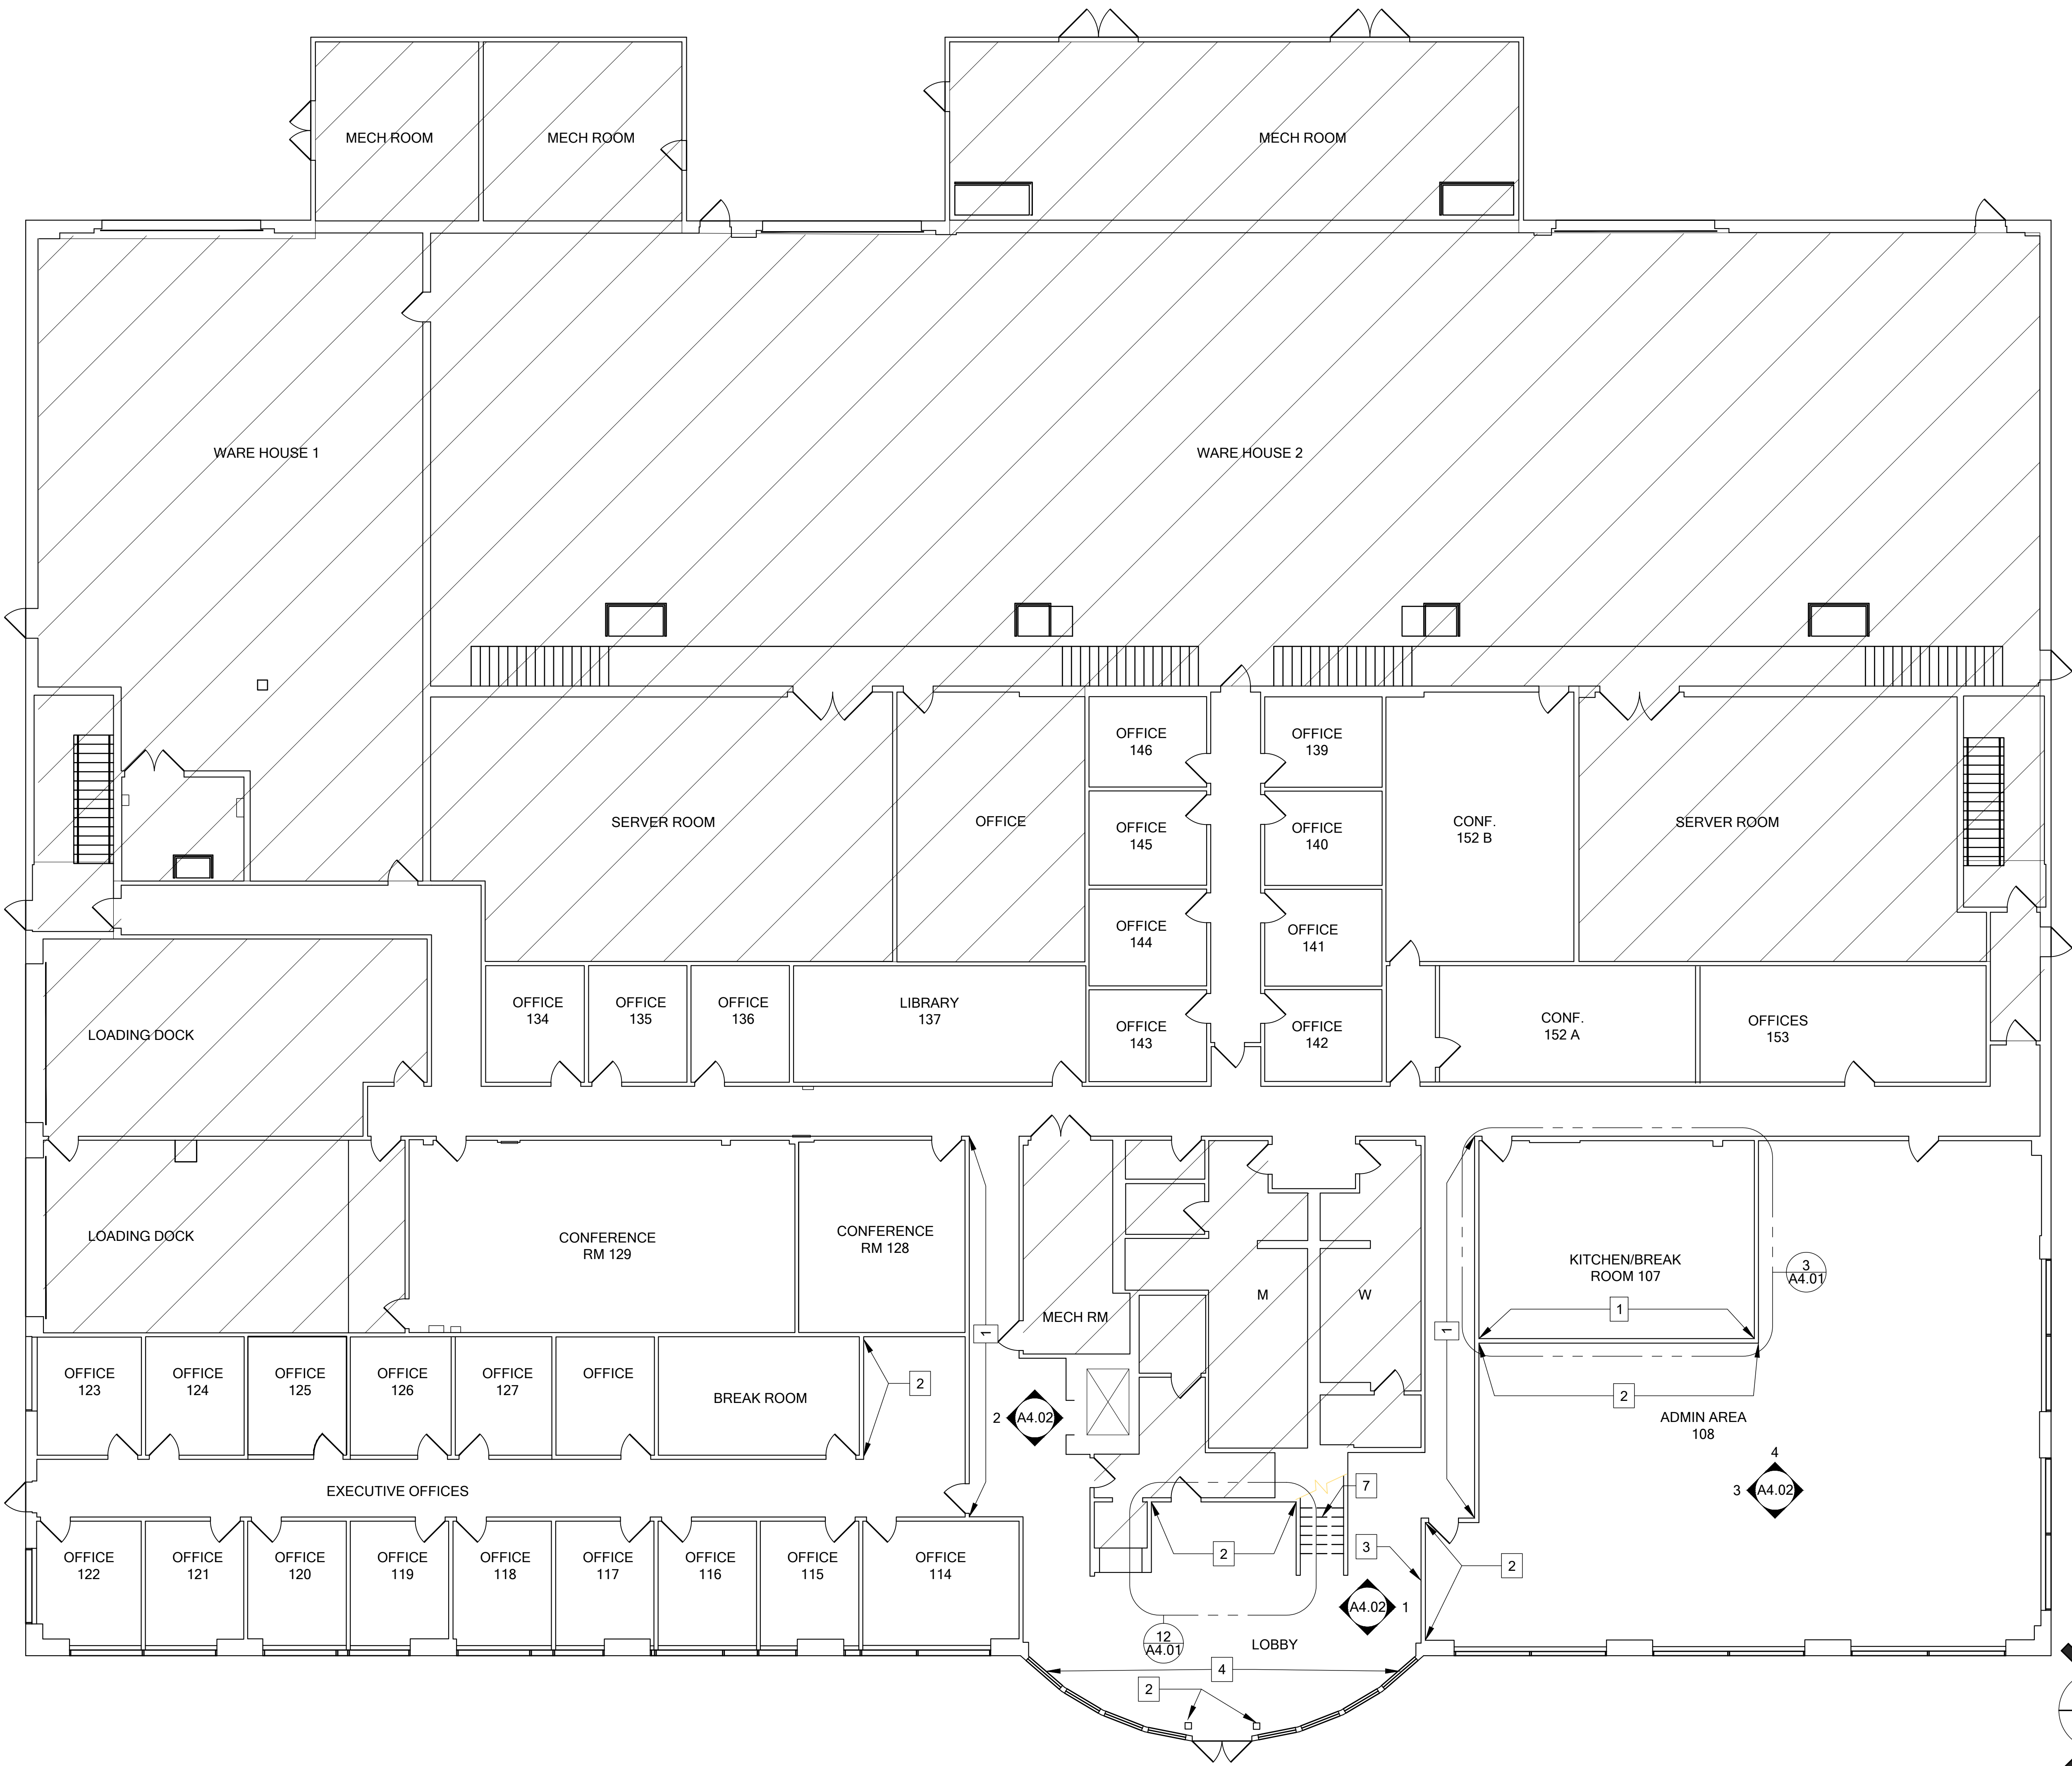 MECH ROOM
MECH ROOM
MECH ROOM
WARE HOUSE 1
WARE HOUSE 2
OFFICE
146
OFFICE
139
SERVER ROOM
OFFICE
OFFICE
145
OFFICE
140
CONF.
152 B
SERVER ROOM
OFFICE
144
OFFICE
141
LOADING DOCK
OFFICE
134
OFFICE
135
OFFICE
136
LIBRARY
137
OFFICE
143
OFFICE
142
CONF.
152 A
OFFICES
153
LOADING DOCK
CONFERENCE
RM 129
CONFERENCE
RM 128
MECH RM
M
W
KITCHEN/BREAK
ROOM 107
3
A4.01
1
1
1
2
OFFICE
123
OFFICE
124
OFFICE
125
OFFICE
126
OFFICE
127
OFFICE
BREAK ROOM
2
2
A4.02
ADMIN AREA
108
4
3
A4.02
EXECUTIVE OFFICES
7
3
2
2
OFFICE
122
OFFICE
121
OFFICE
120
OFFICE
119
OFFICE
118
OFFICE
117
OFFICE
116
OFFICE
115
OFFICE
114
A4.02
1
12
A4.01
LOBBY
4
2